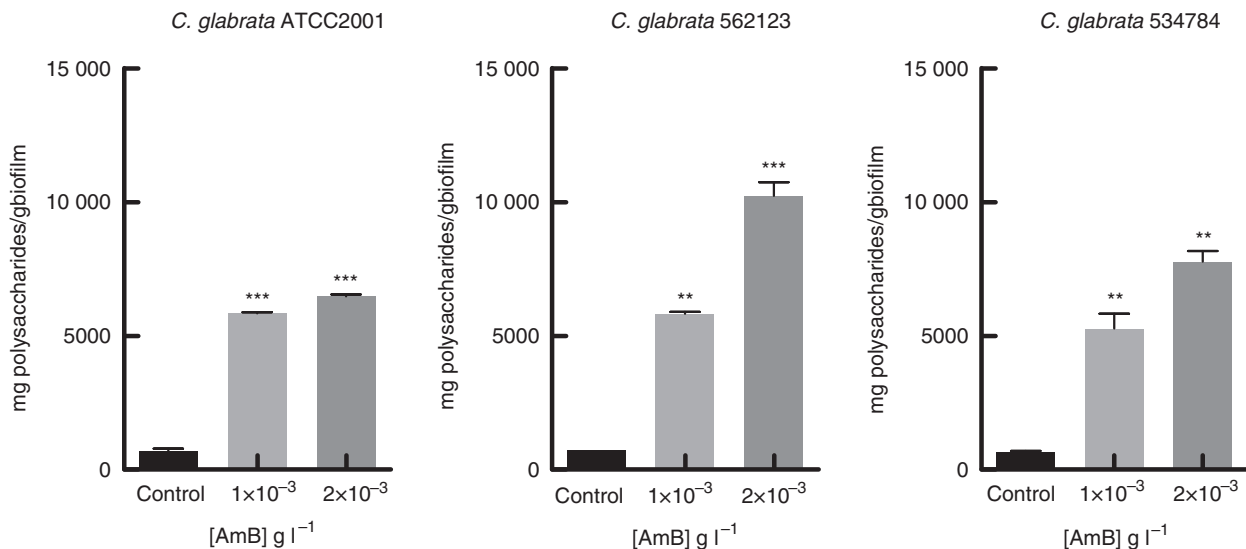 C. glabrata ATCC2001
mg polysaccharides/gbiofilm
15 000
10 000
5000
0
***
***
Control
1×10⁻³
2×10⁻³
[AmB] g l⁻¹
C. glabrata 562123
mg polysaccharides/gbiofilm
15 000
10 000
5000
0
**
***
Control
1×10⁻³
2×10⁻³
[AmB] g l⁻¹
C. glabrata 534784
mg polysaccharides/gbiofilm
15 000
10 000
5000
0
**
**
Control
1×10⁻³
2×10⁻³
[AmB] g l⁻¹